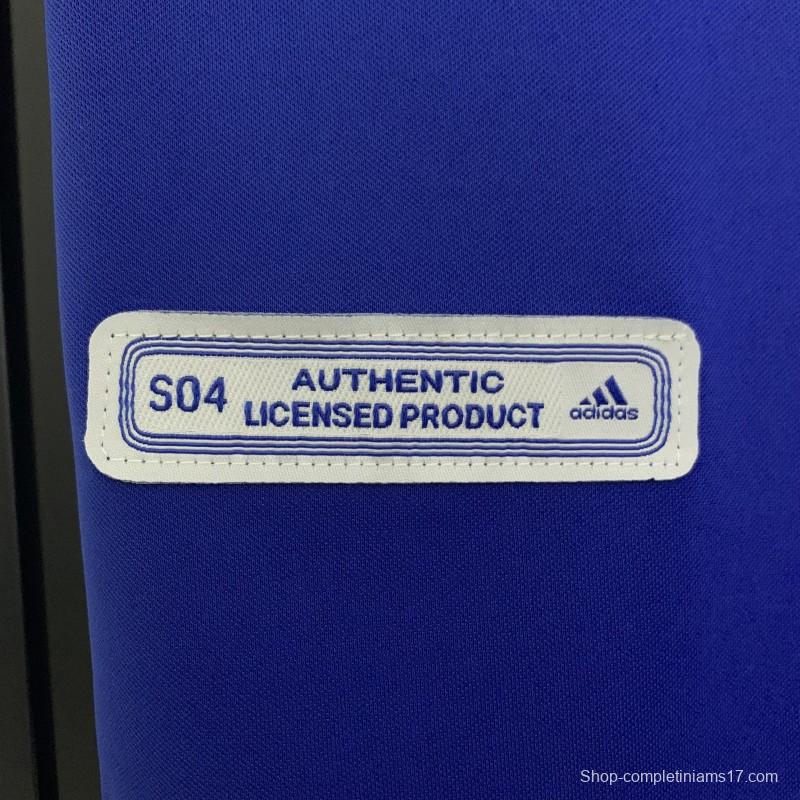 S04
AUTHENTIC
LICENSED PRODUCT
adidas
Shop-completiniams17.com